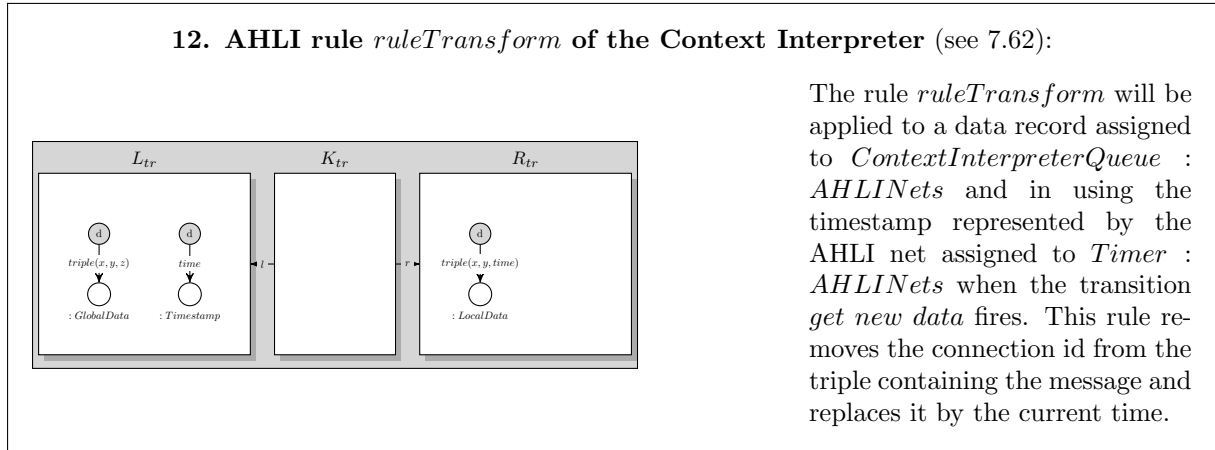 12. AHLI rule ruleTransform of the Context Interpreter (see 7.62):
L_tr K_tr R_tr
d d d
triple(x, y, z) time l r triple(x, y, time)
: GlobalData : Timestamp : LocalData
The rule ruleTransform will be
applied to a data record assigned
to ContextInterpreterQueue :
AHLINets and in using the
timestamp represented by the
AHLI net assigned to Timer :
AHLINets when the transition
get new data fires. This rule re-
moves the connection id from the
triple containing the message and
replaces it by the current time.